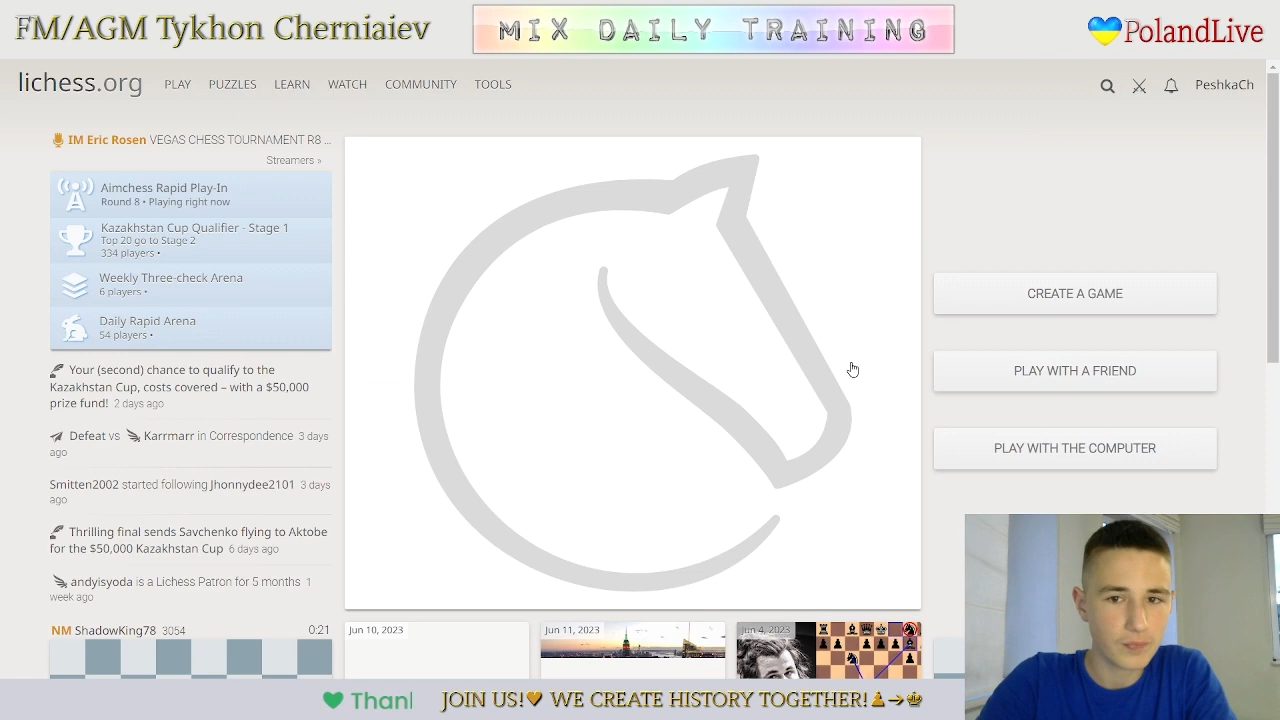 FM/AGM Tykhon Cherniaiev
MIX DAILY TRAINING
PolandLive
lichess.org
PLAY
PUZZLES
LEARN
WATCH
COMMUNITY
TOOLS
PeshkaCh
IM Eric Rosen VEGAS CHESS TOURNAMENT R8 ...
Streamers »
Aimchess Rapid Play-In
Round 8 • Playing right now
Kazakhstan Cup Qualifier - Stage 1
Top 20 go to Stage 2
334 players •
Weekly Three-check Arena
6 players •
Daily Rapid Arena
54 players •
Your (second) chance to qualify to the
Kazakhstan Cup, costs covered – with a $50,000
prize fund! 2 days ago
Defeat vs Karrmarr in Correspondence 3 days
ago
Smitten2002 started following Jhonnydee2101 3 days
ago
Thrilling final sends Savchenko flying to Aktobe
for the $50,000 Kazakhstan Cup 6 days ago
andyisyoda is a Lichess Patron for 5 months 1
week ago
NM ShadowKing78 3054
0:21
CREATE A GAME
PLAY WITH A FRIEND
PLAY WITH THE COMPUTER
Jun 10, 2023
Jun 11, 2023
Jun 4, 2023
Thanl
JOIN US! WE CREATE HISTORY TOGETHER!